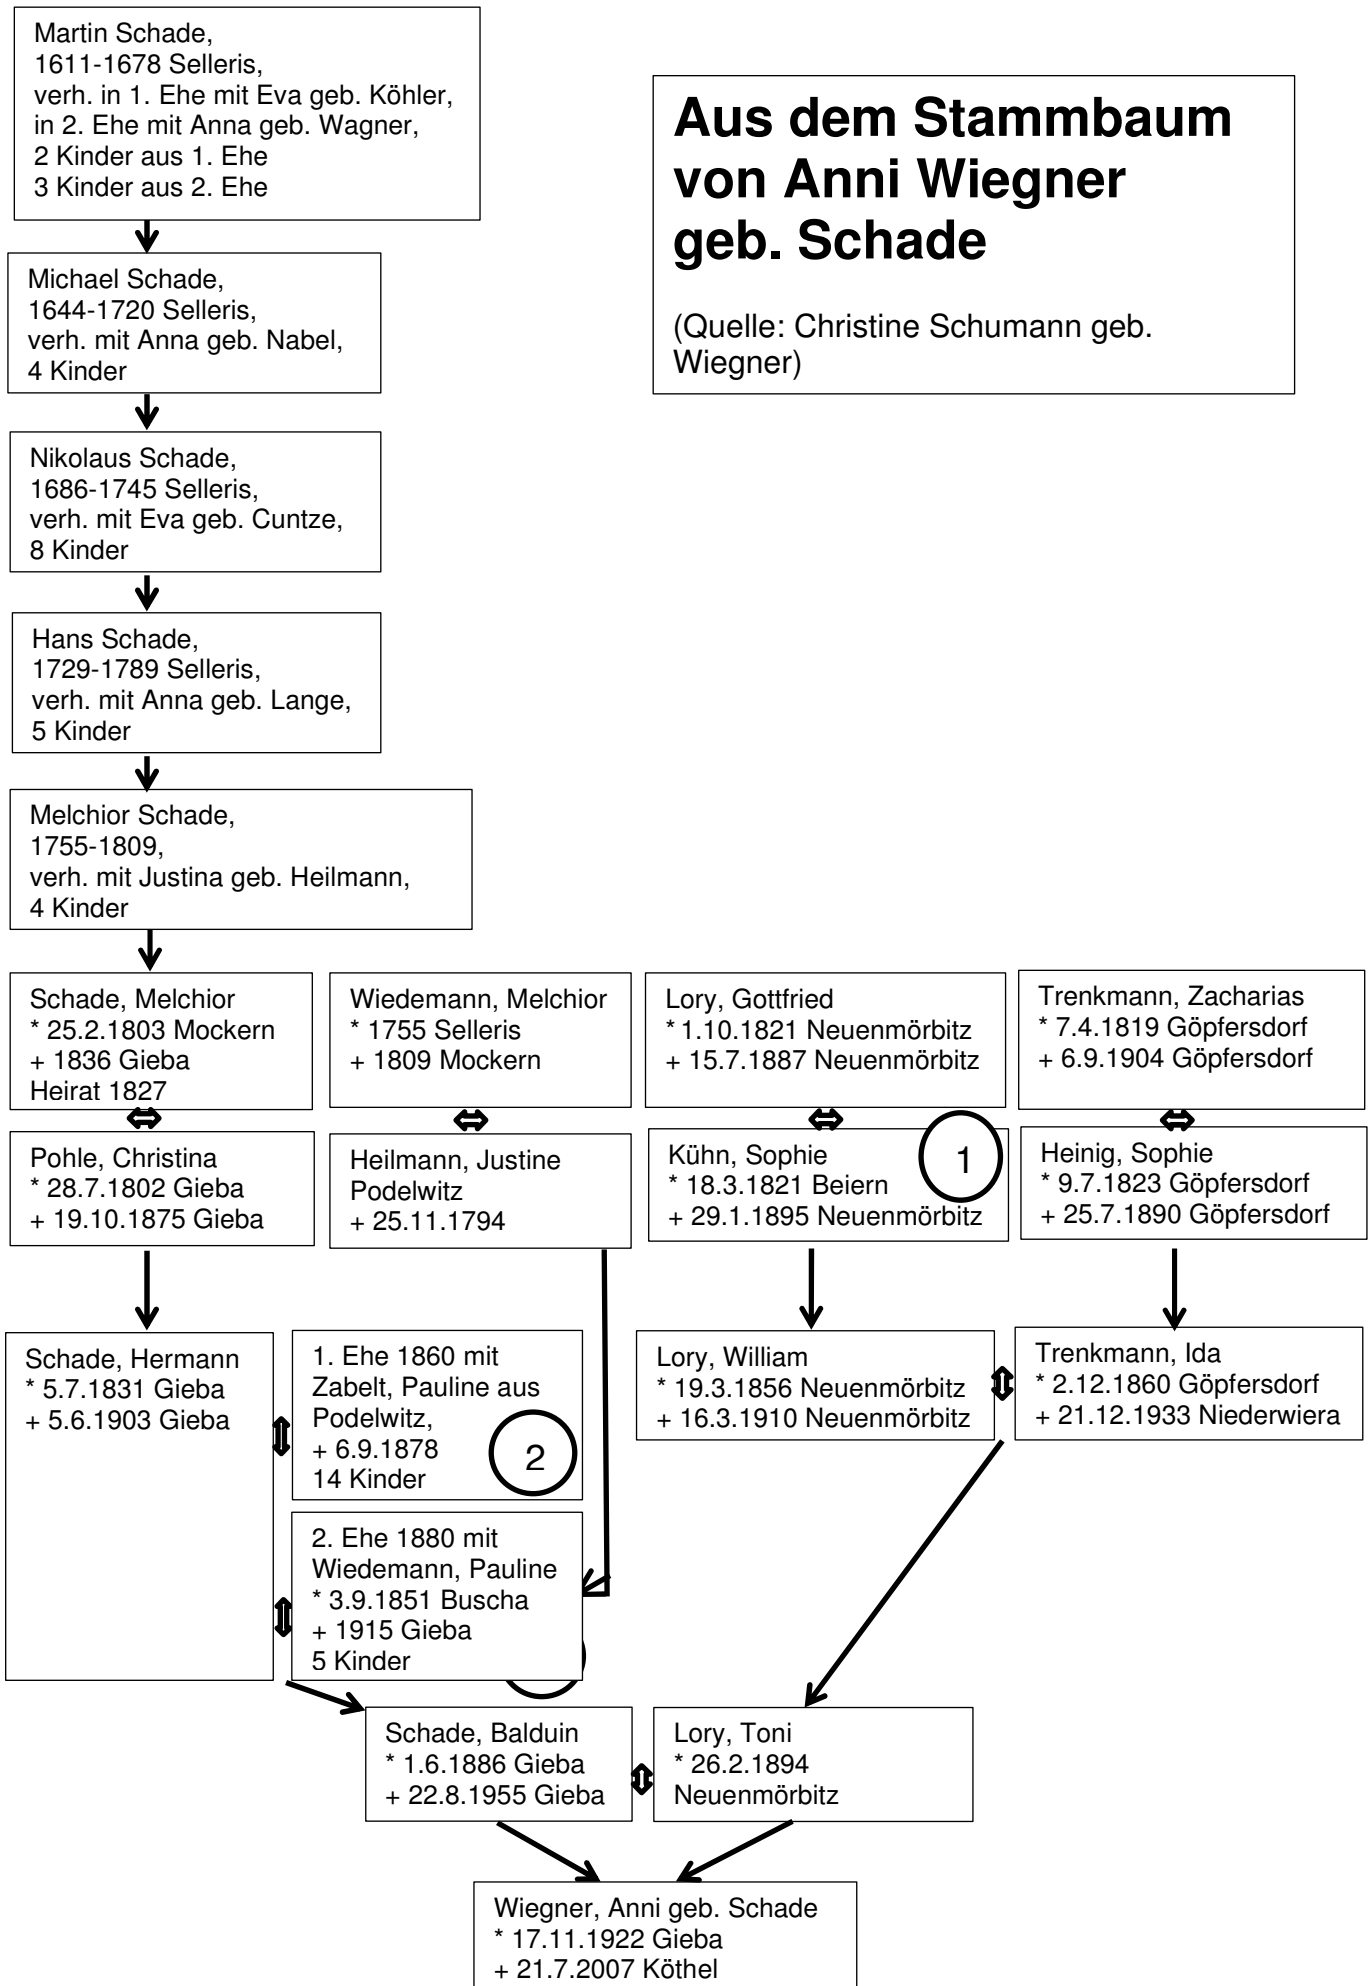 Martin Schade,
1611-1678 Selleris,
verh. in 1. Ehe mit Eva geb. Köhler,
in 2. Ehe mit Anna geb. Wagner,
2 Kinder aus 1. Ehe
3 Kinder aus 2. Ehe
Aus dem Stammbaum
von Anni Wiegner
geb. Schade
(Quelle: Christine Schumann geb.
Wiegner)
Michael Schade,
1644-1720 Selleris,
verh. mit Anna geb. Nabel,
4 Kinder
Nikolaus Schade,
1686-1745 Selleris,
verh. mit Eva geb. Cuntze,
8 Kinder
Hans Schade,
1729-1789 Selleris,
verh. mit Anna geb. Lange,
5 Kinder
Melchior Schade,
1755-1809,
verh. mit Justina geb. Heilmann,
4 Kinder
Schade, Melchior
* 25.2.1803 Mockern
+ 1836 Gieba
Heirat 1827
Wiedemann, Melchior
* 1755 Selleris
+ 1809 Mockern
Lory, Gottfried
* 1.10.1821 Neuenmörbitz
+ 15.7.1887 Neuenmörbitz
Trenkmann, Zacharias
* 7.4.1819 Göpfersdorf
+ 6.9.1904 Göpfersdorf
Pohle, Christina
* 28.7.1802 Gieba
+ 19.10.1875 Gieba
Heilmann, Justine
Podelwitz
+ 25.11.1794
Kühn, Sophie
* 18.3.1821 Beiern
+ 29.1.1895 Neuenmörbitz
1
Heinig, Sophie
* 9.7.1823 Göpfersdorf
+ 25.7.1890 Göpfersdorf
Schade, Hermann
* 5.7.1831 Gieba
+ 5.6.1903 Gieba
1. Ehe 1860 mit
Zabelt, Pauline aus
Podelwitz,
+ 6.9.1878
14 Kinder
2
Lory, William
* 19.3.1856 Neuenmörbitz
+ 16.3.1910 Neuenmörbitz
Trenkmann, Ida
* 2.12.1860 Göpfersdorf
+ 21.12.1933 Niederwiera
2. Ehe 1880 mit
Wiedemann, Pauline
* 3.9.1851 Buscha
+ 1915 Gieba
5 Kinder
Schade, Balduin
* 1.6.1886 Gieba
+ 22.8.1955 Gieba
Lory, Toni
* 26.2.1894
Neuenmörbitz
Wiegner, Anni geb. Schade
* 17.11.1922 Gieba
+ 21.7.2007 Köthel